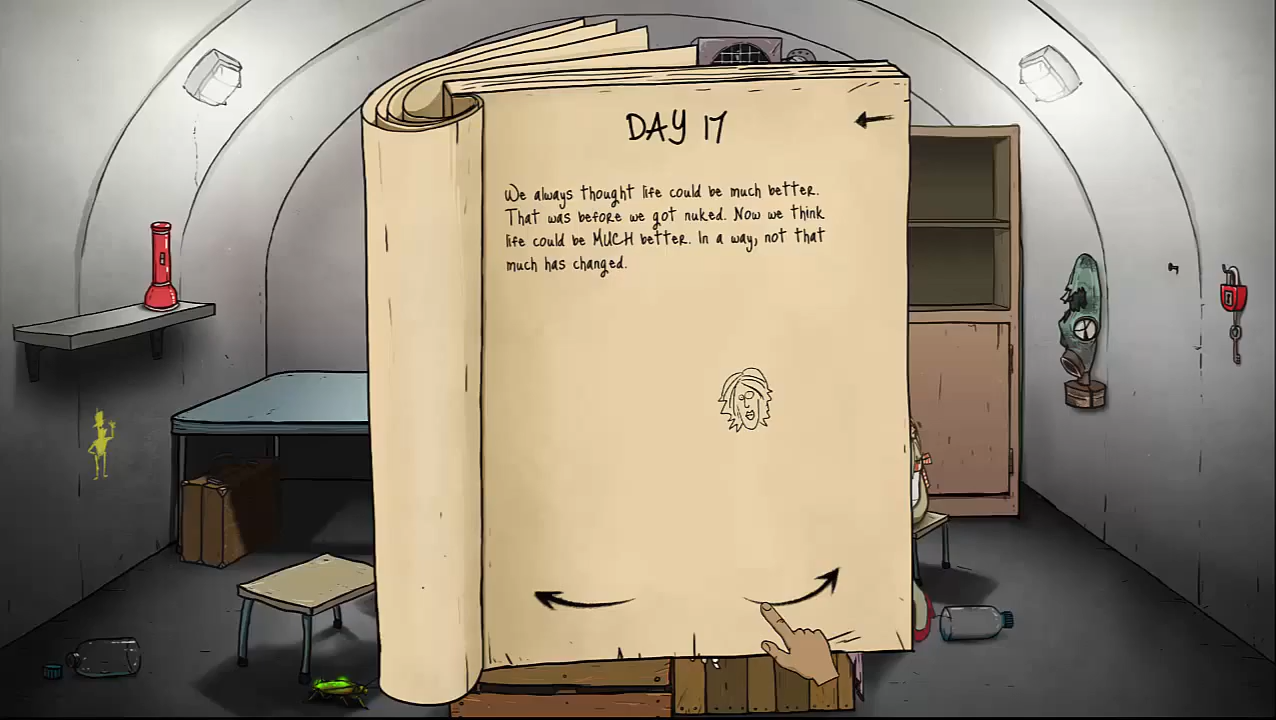 DAY 17
We always thought life could be much better.
That was before we got nuked. Now we think
life could be MUCH better. In a way, not that
much has changed.